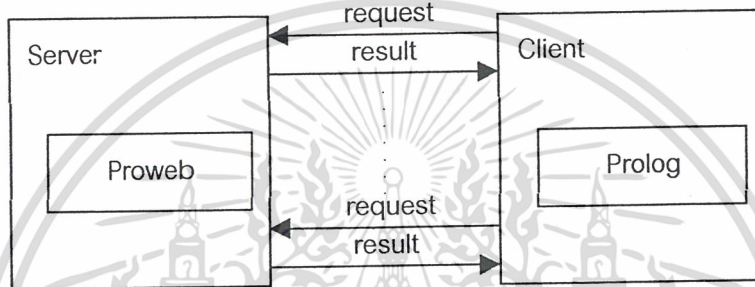 request
Server
Client
result
Proweb
Prolog
request
result